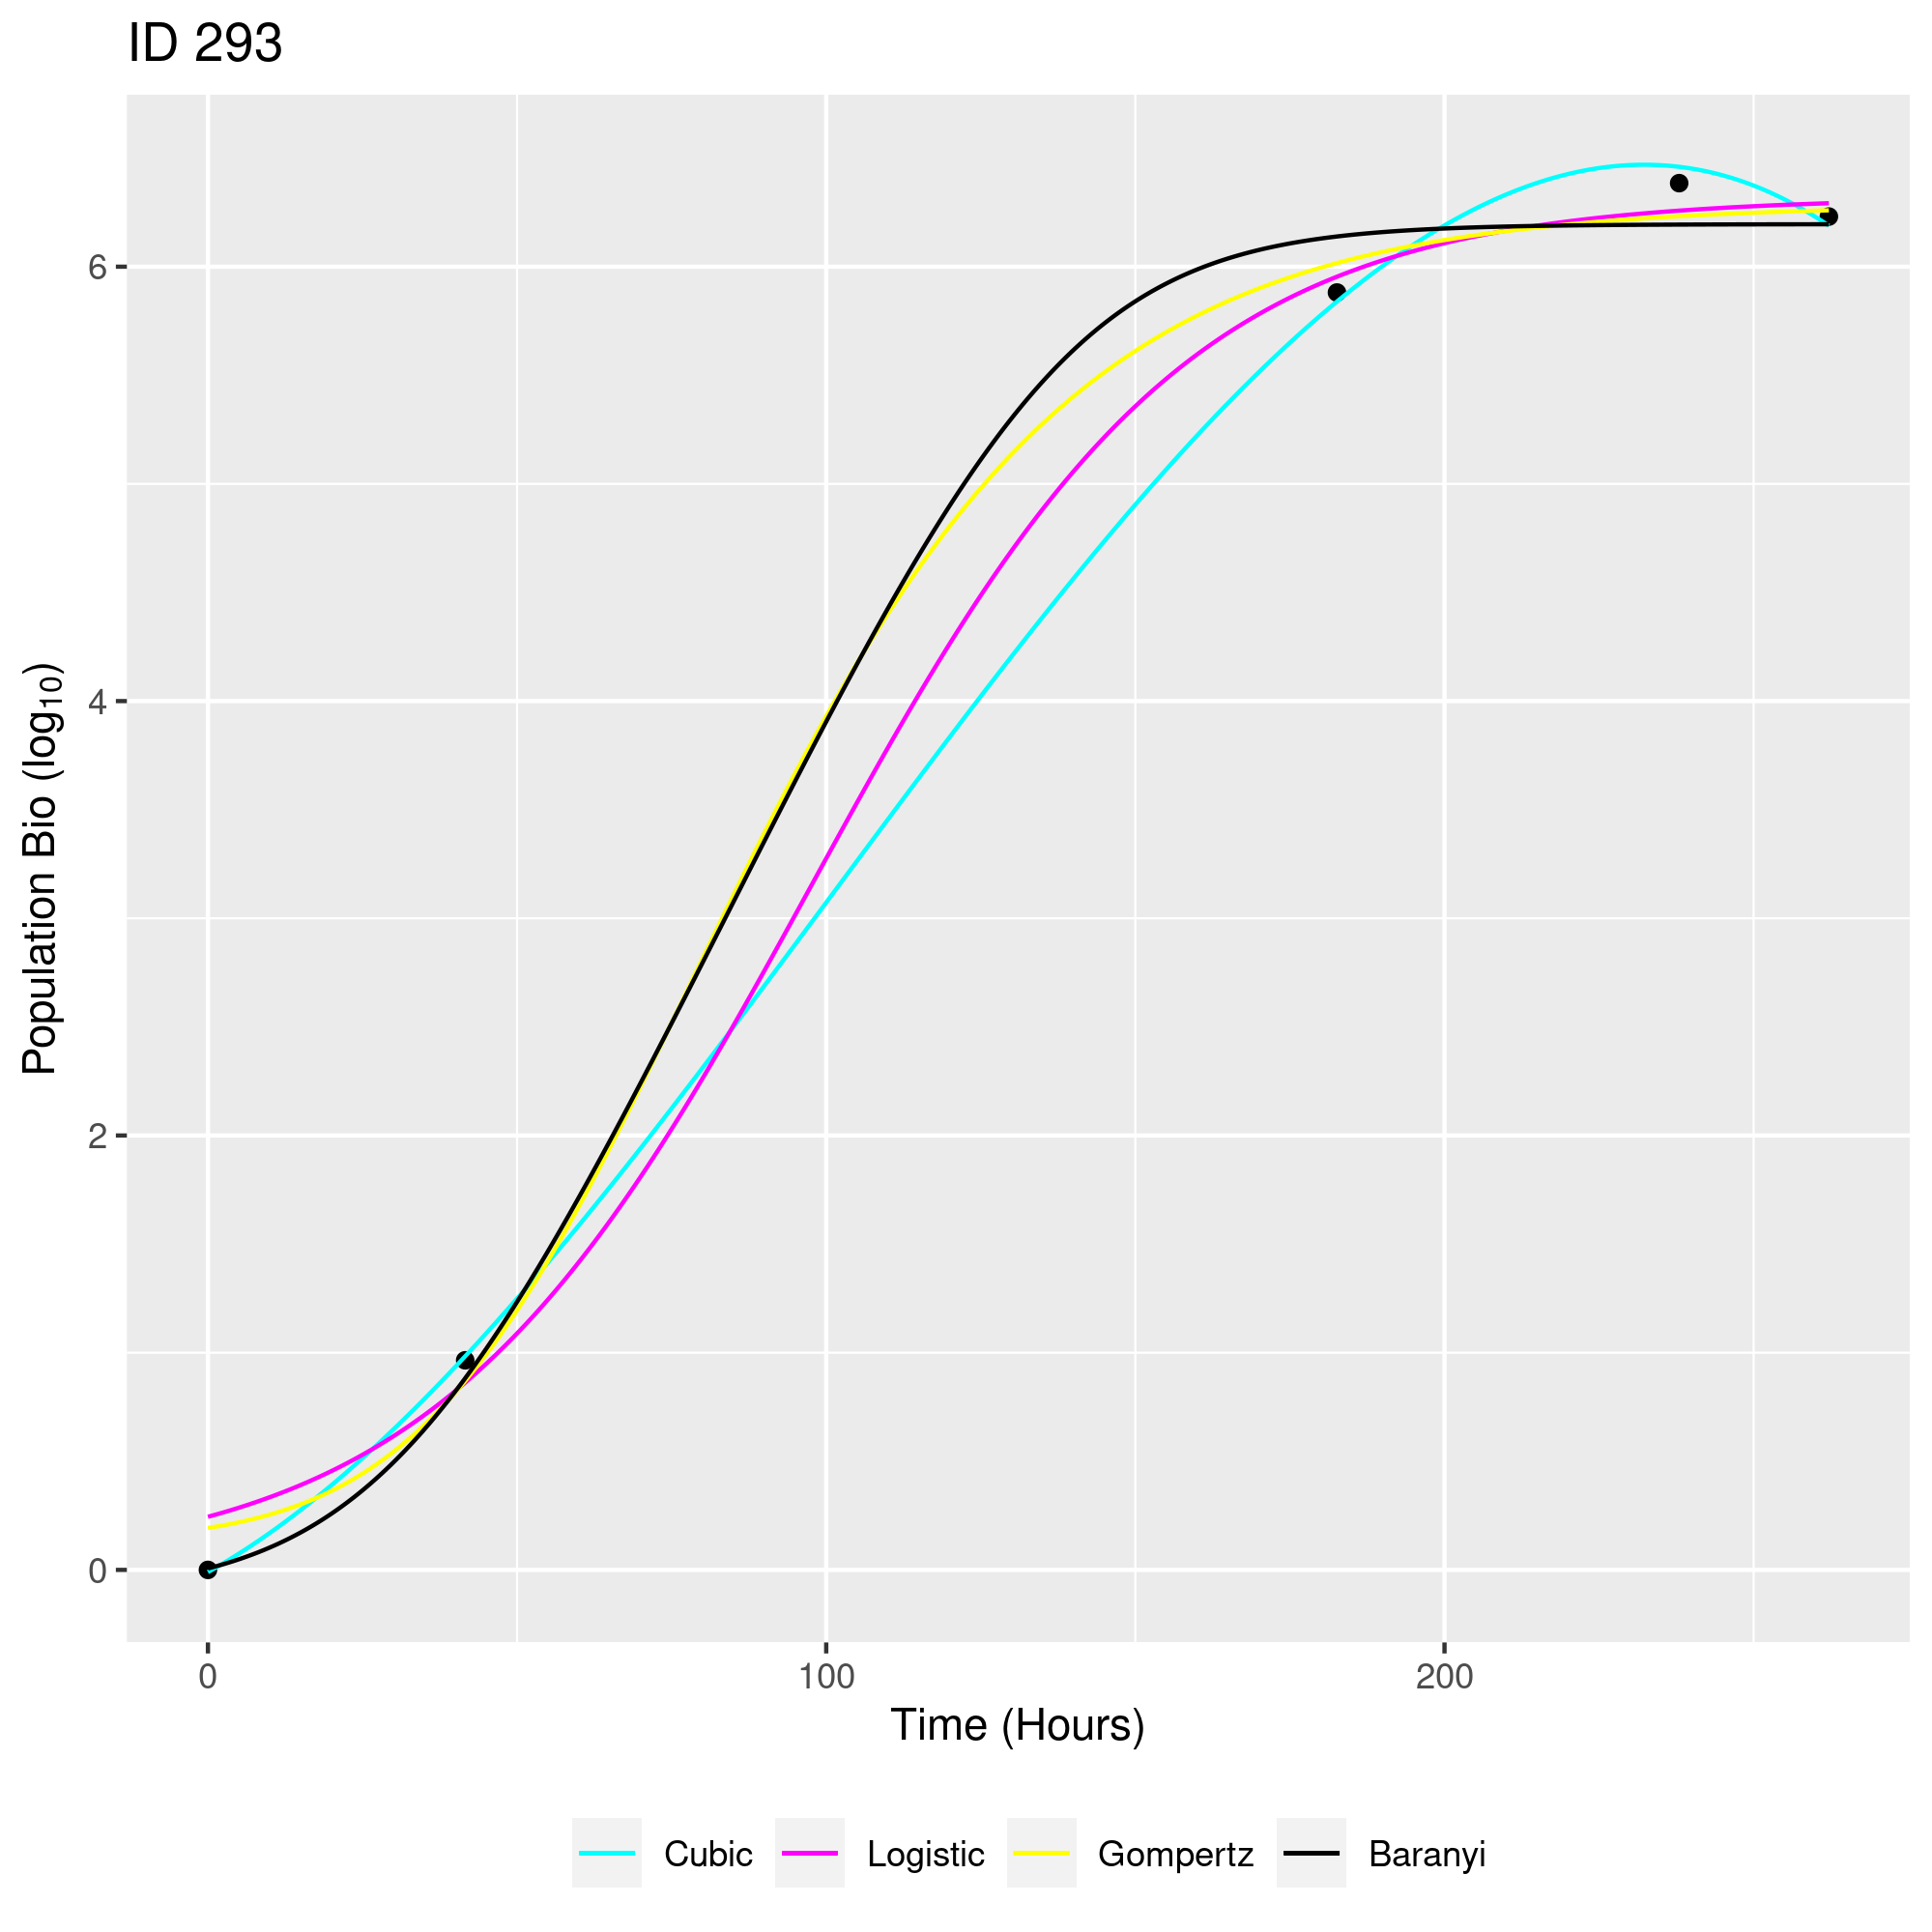 ID 293
Population Bio (log₁₀)
6
4
2
0
0 100 200
Time (Hours)
Cubic Logistic Gompertz Baranyi